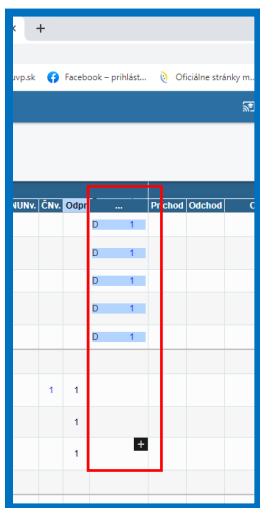 +
uvp.sk Facebook – prihlást... Oficiálne stránky m...
NUNv. ČNv. Odpr ... Príchod Odchod
D 1
D 1
D 1
D 1
D 1
1 1
1
1
+